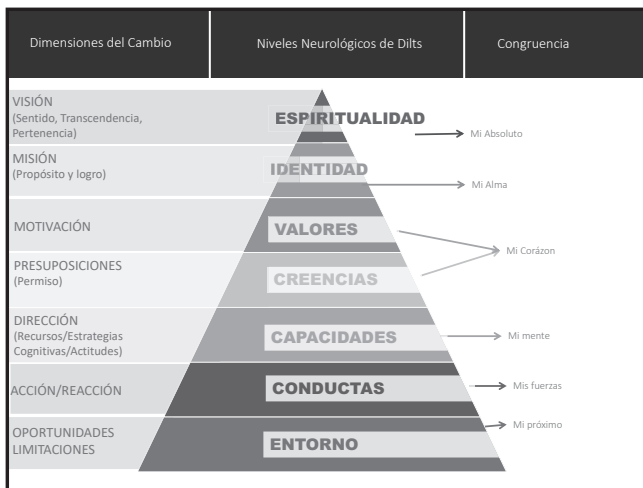 Dimensiones del Cambio
Niveles Neurológicos de Dilts
Congruencia
VISIÓN
(Sentido, Transcendencia,
Pertenencia)
ESPIRITUALIDAD
Mi Absoluto
MISIÓN
(Propósito y logro)
IDENTIDAD
Mi Alma
MOTIVACIÓN
VALORES
Mi Corázon
PRESUPOSICIONES
(Permiso)
CREENCIAS
DIRECCIÓN
(Recursos/Estrategias
Cognitivas/Actitudes)
CAPACIDADES
Mi mente
ACCIÓN/REACCIÓN
CONDUCTAS
Mis fuerzas
OPORTUNIDADES
LIMITACIONES
ENTORNO
Mi próximo